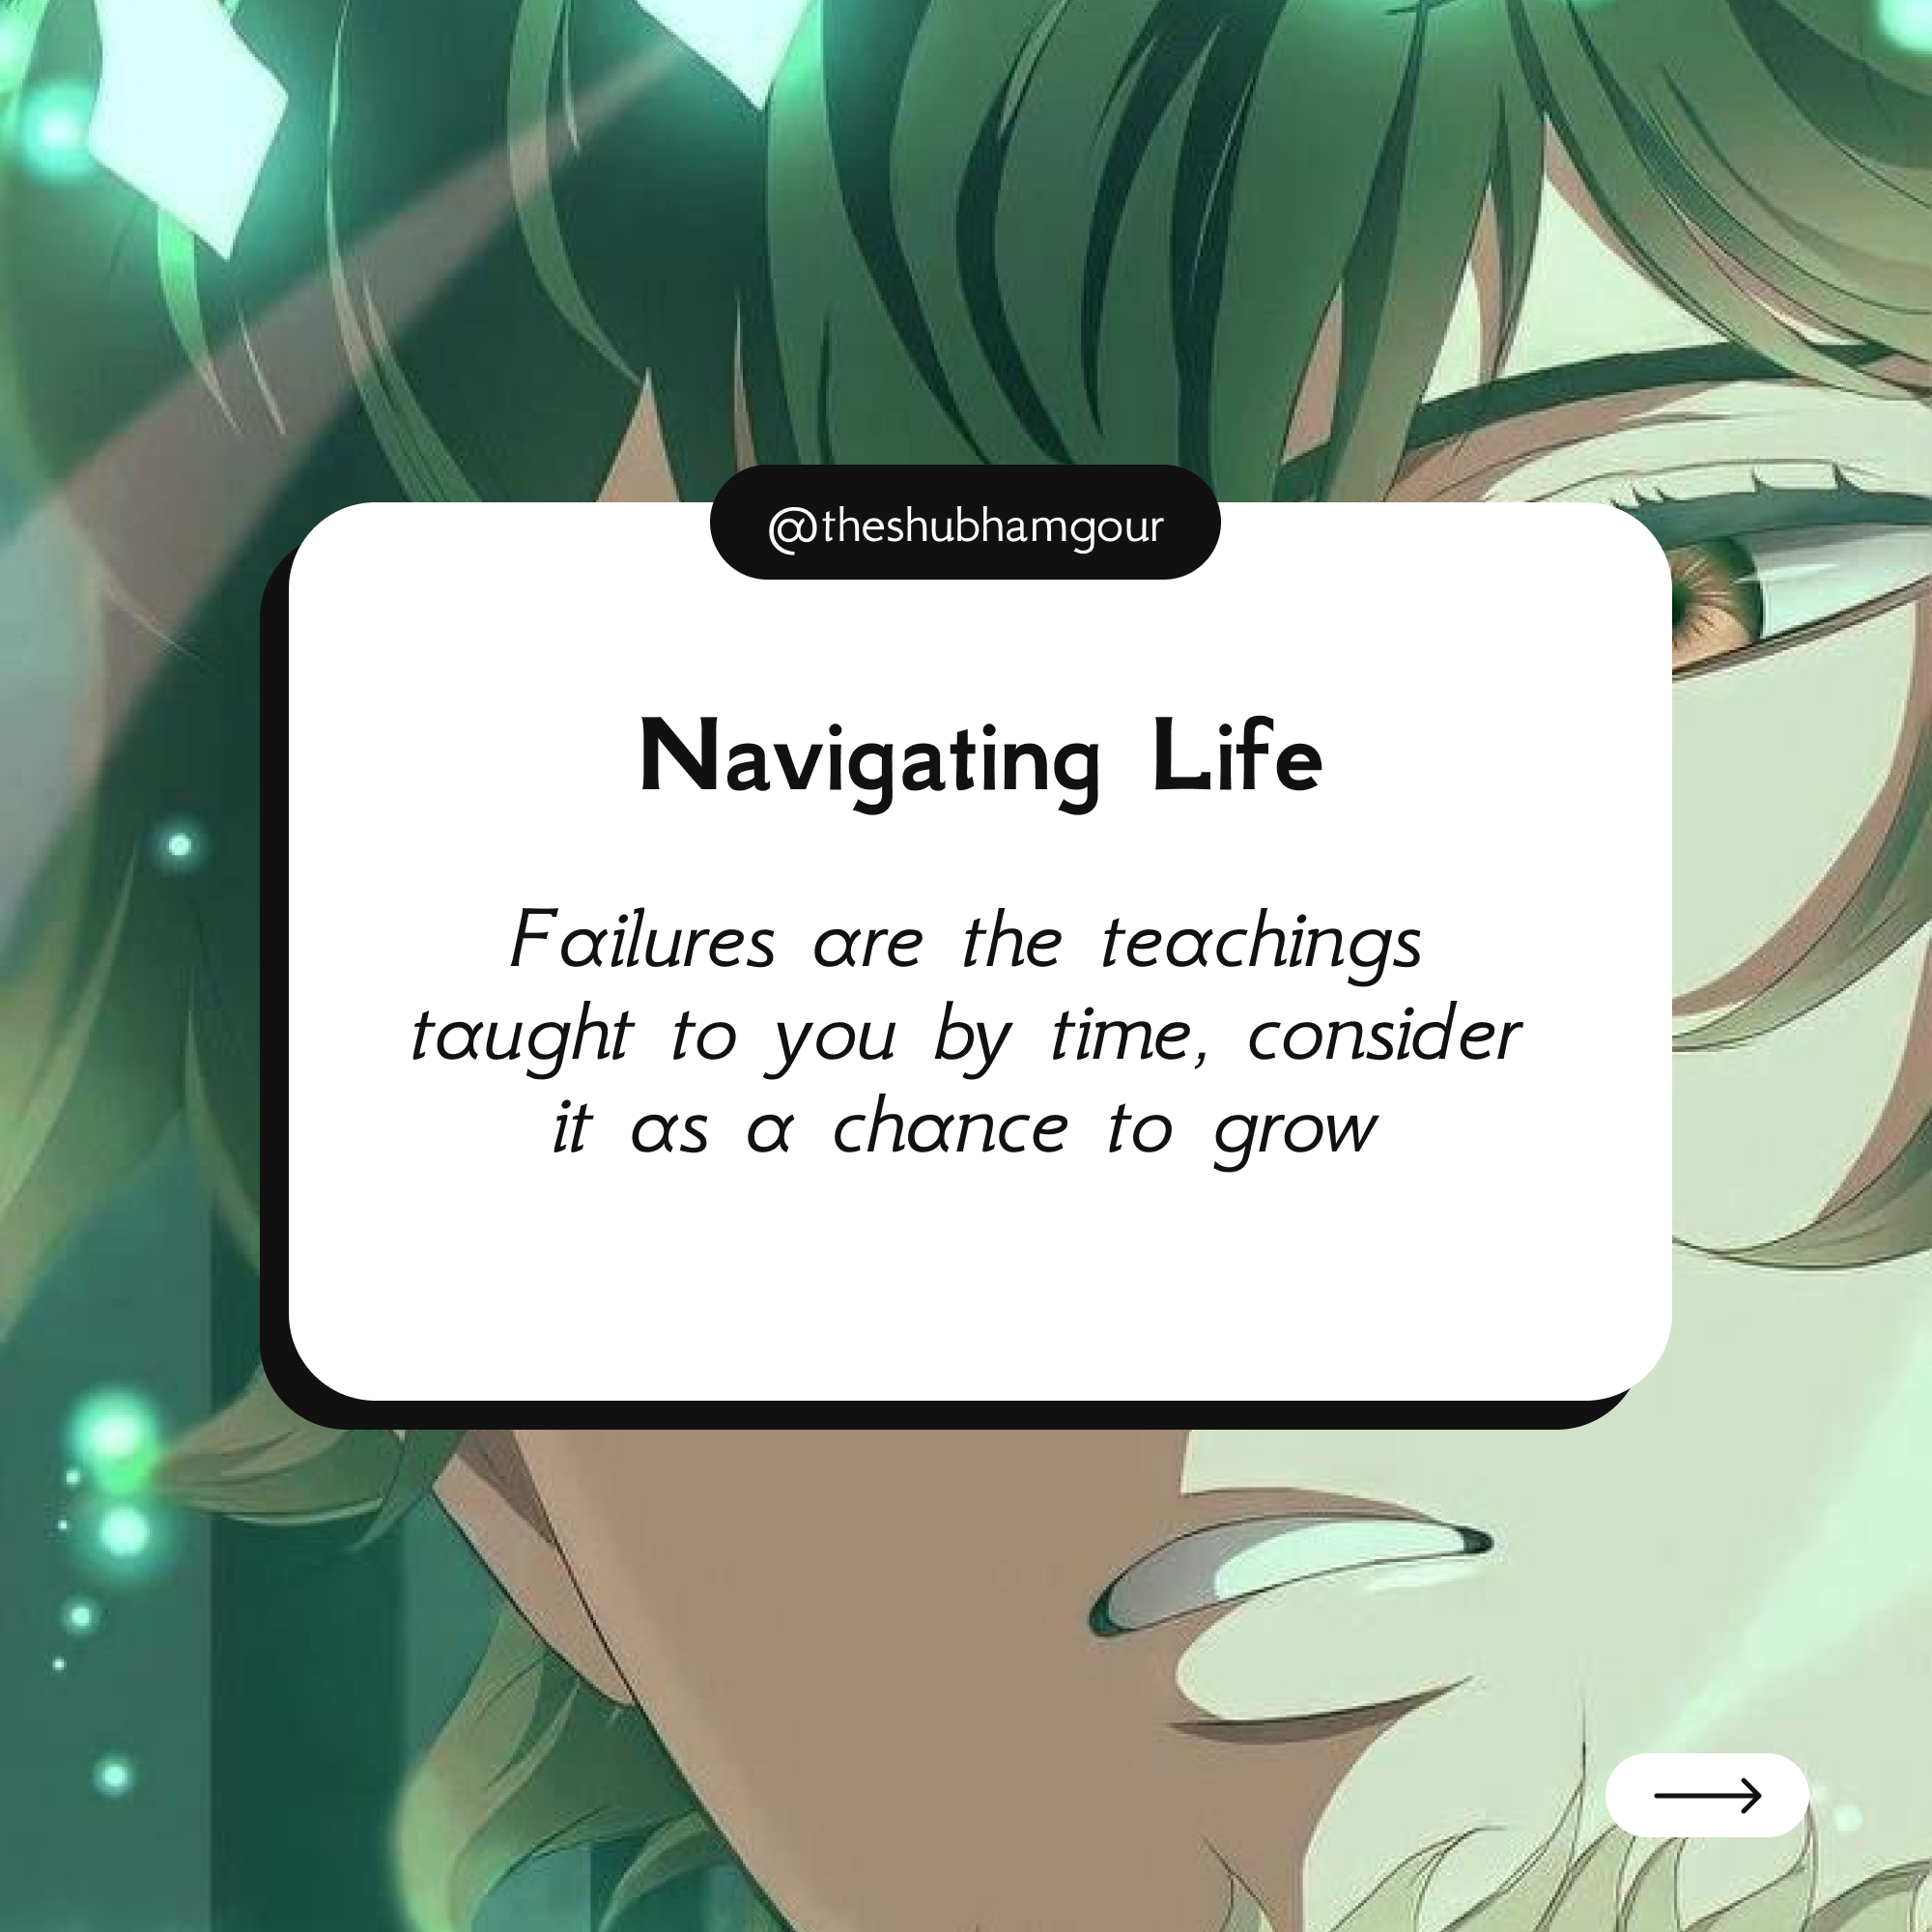 @theshubhamgour
Navigating Life
Failures are the teachings
taught to you by time, consider
it as a chance to grow